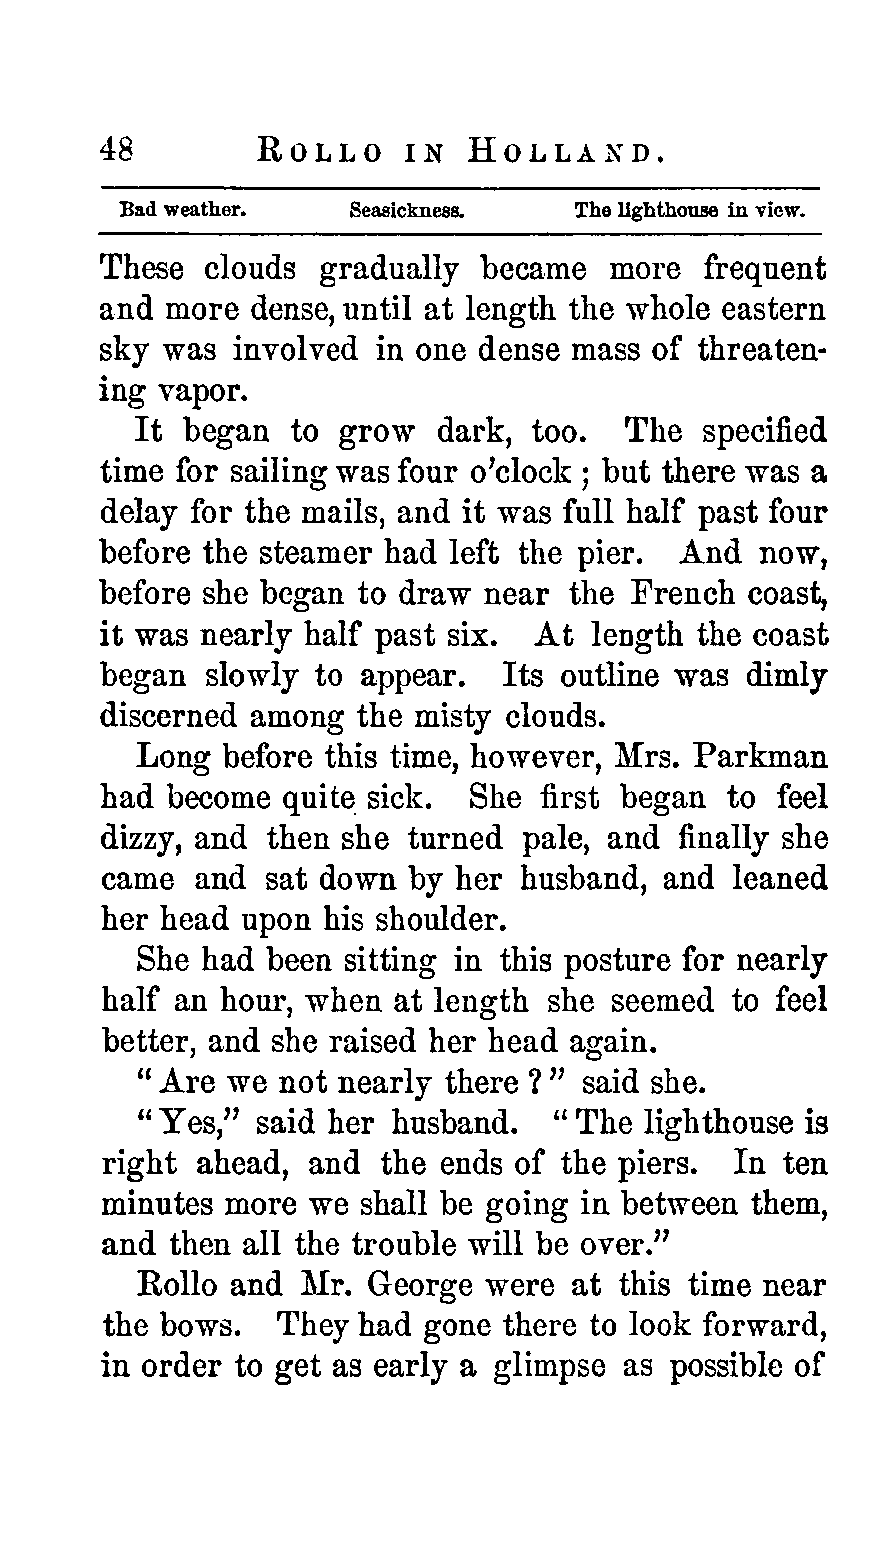 48 ROLLO IN HOLLAND.
Bad weather. Seasickness. The lighthouse in view.
These clouds gradually became more frequent
and more dense, until at length the whole eastern
sky was involved in one dense mass of threaten-
ing vapor.
It began to grow dark, too. The specified
time for sailing was four o'clock ; but there was a
delay for the mails, and it was full half past four
before the steamer had left the pier. And now,
before she began to draw near the French coast,
it was nearly half past six. At length the coast
began slowly to appear. Its outline was dimly
discerned among the misty clouds.
Long before this time, however, Mrs. Parkman
had become quite sick. She first began to feel
dizzy, and then she turned pale, and finally she
came and sat down by her husband, and leaned
her head upon his shoulder.
She had been sitting in this posture for nearly
half an hour, when at length she seemed to feel
better, and she raised her head again.
“Are we not nearly there ?” said she.
“Yes,” said her husband. “The lighthouse is
right ahead, and the ends of the piers. In ten
minutes more we shall be going in between them,
and then all the trouble will be over.”
Rollo and Mr. George were at this time near
the bows. They had gone there to look forward,
in order to get as early a glimpse as possible of